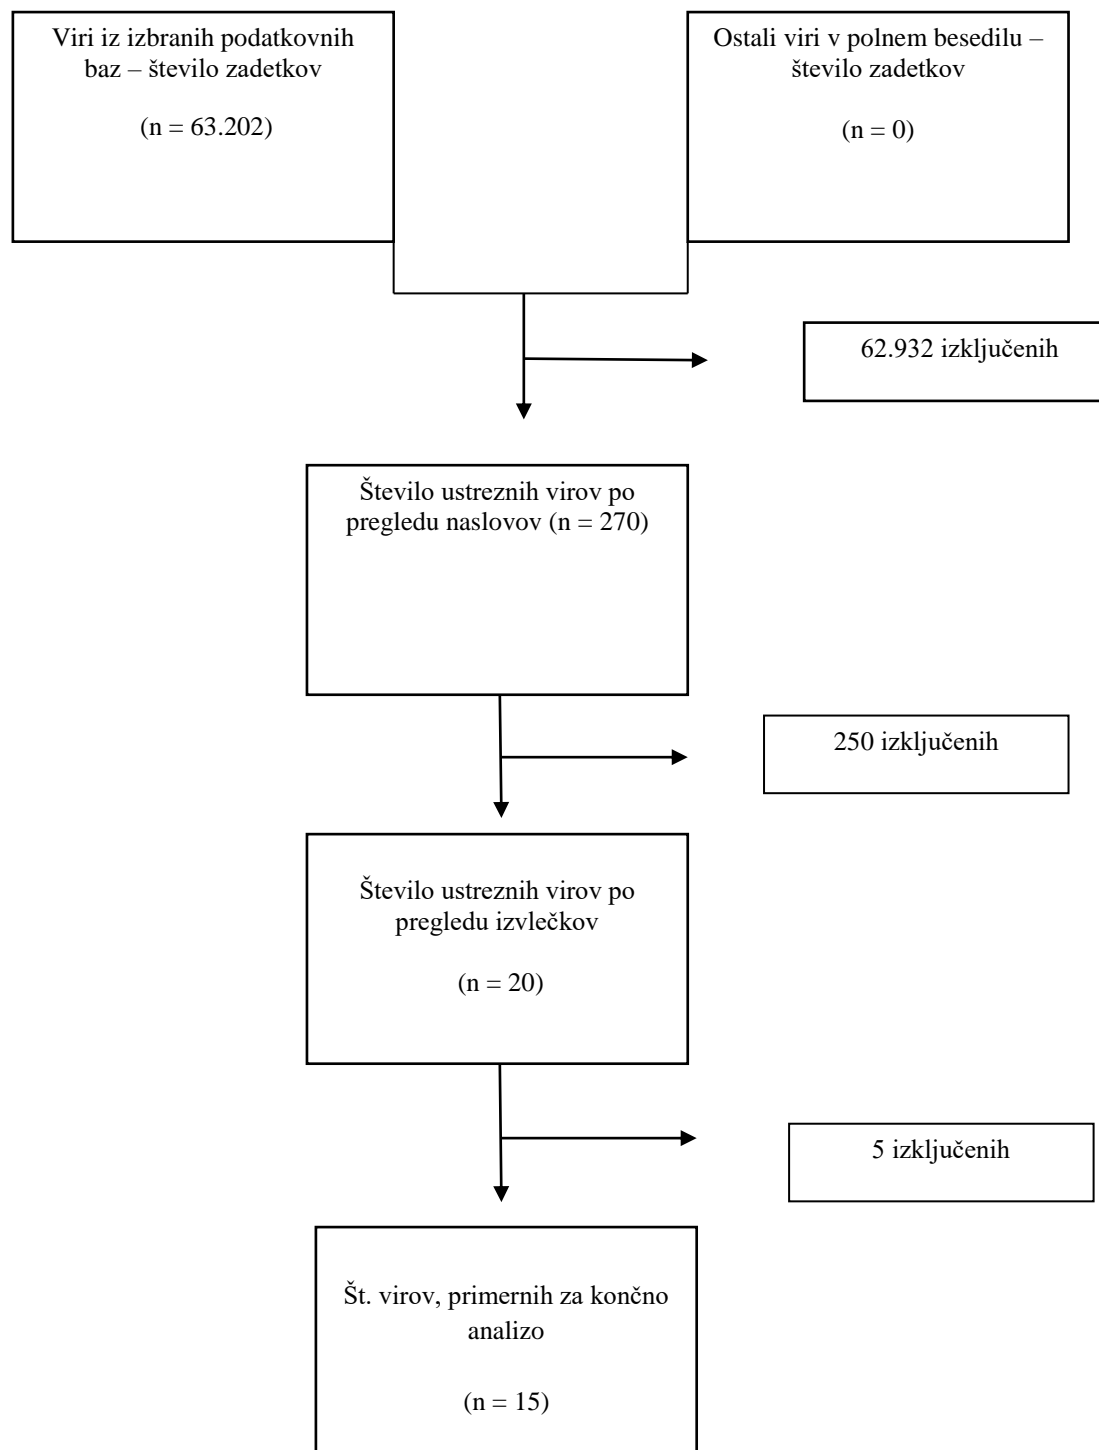 Viri iz izbranih podatkovnih
baz – število zadetkov
(n = 63.202)
Ostali viri v polnem besedilu –
število zadetkov
(n = 0)
62.932 izključenih
Število ustreznih virov po
pregledu naslovov (n = 270)
250 izključenih
Število ustreznih virov po
pregledu izvlečkov
(n = 20)
5 izključenih
Št. virov, primernih za končno
analizo
(n = 15)